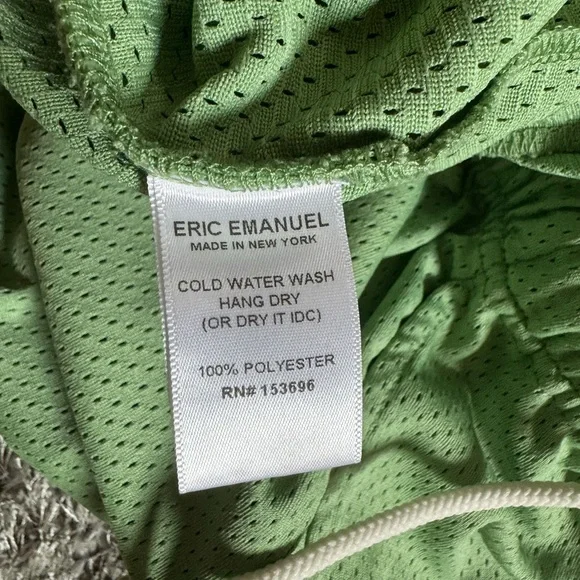 ERIC EMANUEL
MADE IN NEW YORK
COLD WATER WASH
HANG DRY
(OR DRY IT IDC)
100% POLYESTER
RN# 153696